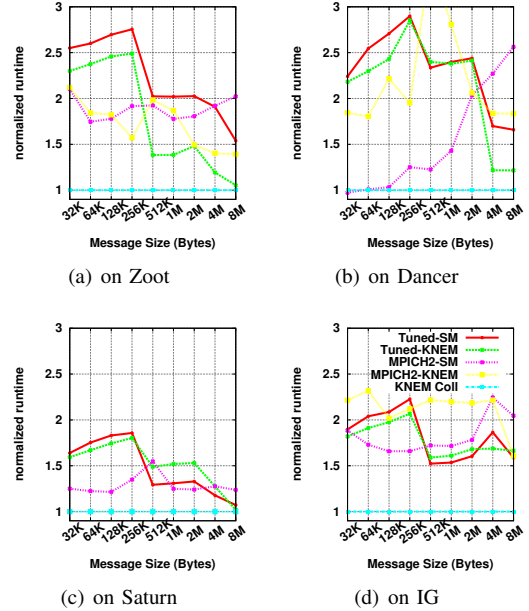 3
2.5
2
1.5
1
normalized runtime
32K 64K 128K 256K 512K 1M 2M 4M 8M
Message Size (Bytes)
(a) on Zoot
3
2.5
2
1.5
1
normalized runtime
32K 64K 128K 256K 512K 1M 2M 4M 8M
Message Size (Bytes)
(b) on Dancer
3
2.5
2
1.5
1
normalized runtime
32K 64K 128K 256K 512K 1M 2M 4M 8M
Message Size (Bytes)
(c) on Saturn
3
2.5
2
1.5
1
normalized runtime
Tuned-SM
Tuned-KNEM
MPICH2-SM
MPICH2-KNEM
KNEM Coll
32K 64K 128K 256K 512K 1M 2M 4M 8M
Message Size (Bytes)
(d) on IG